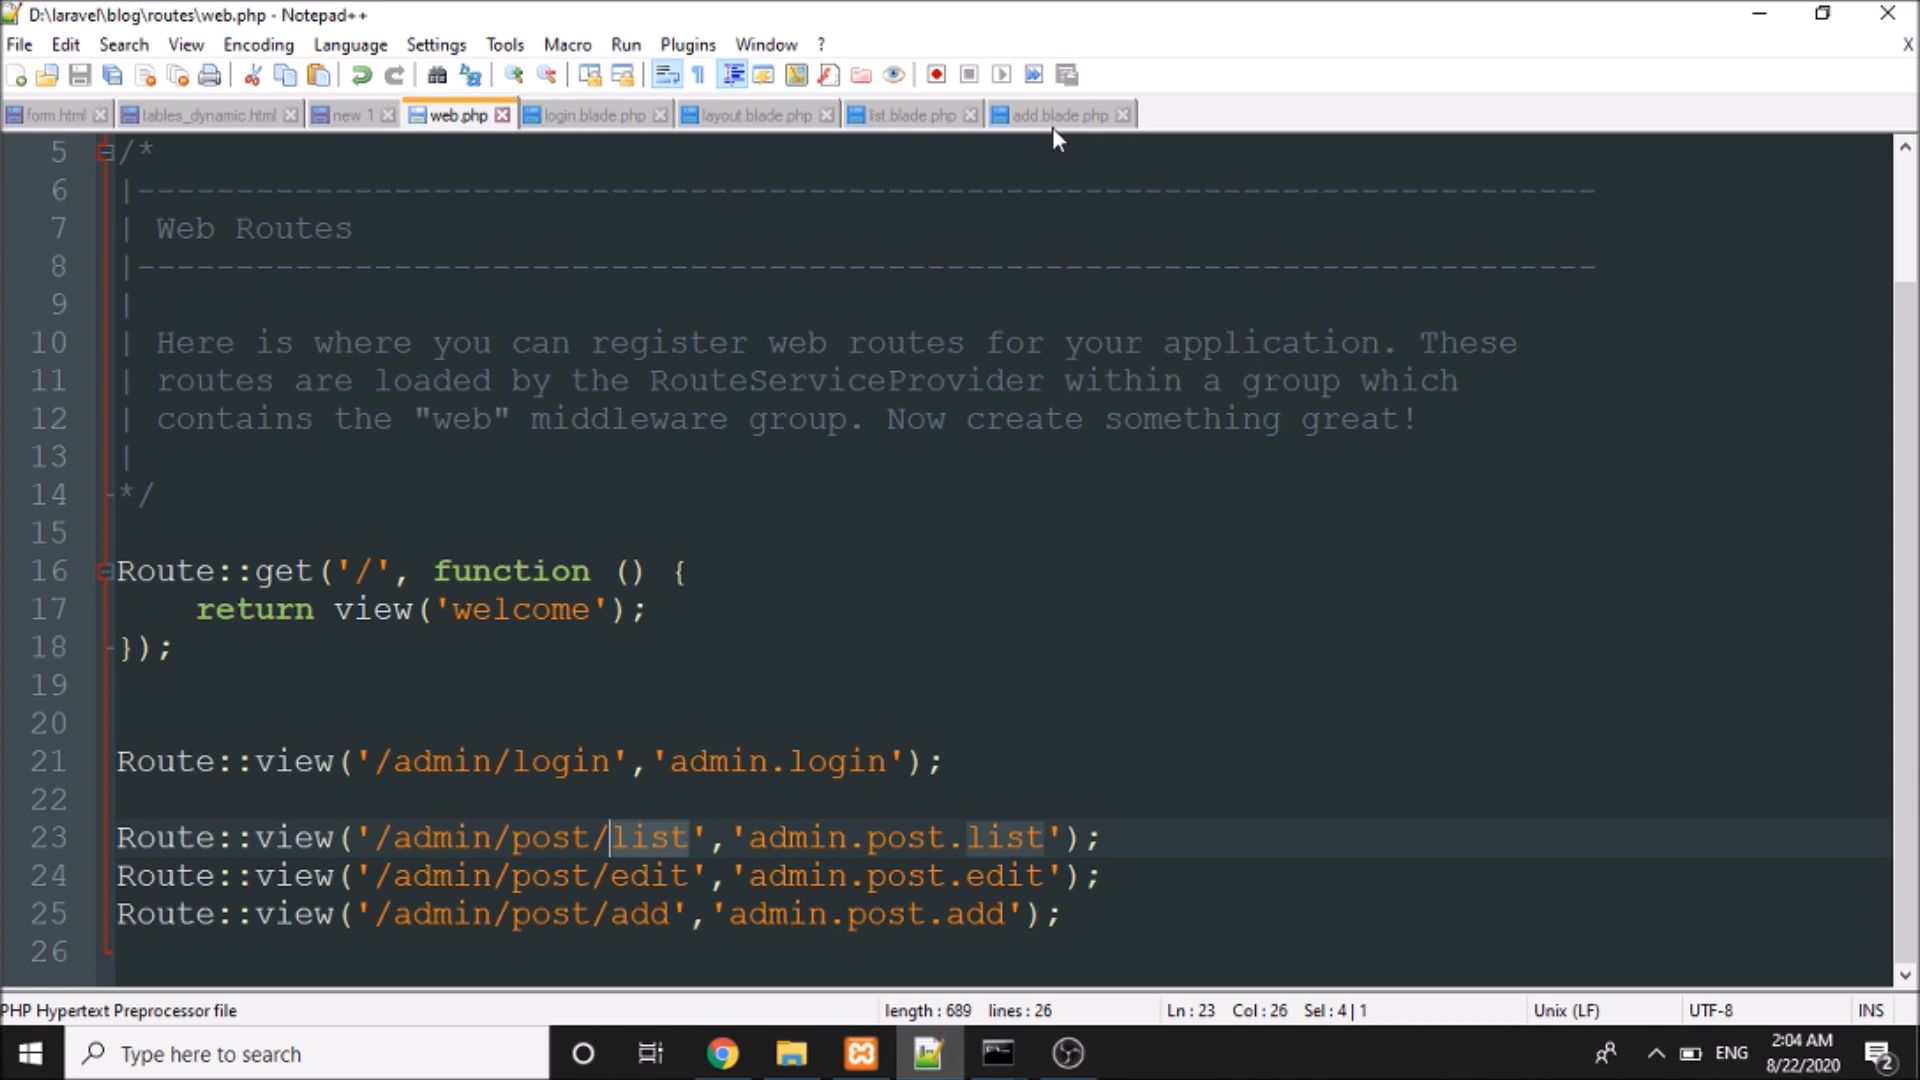 D:\laravel\blog\routes\web.php - Notepad++
File Edit Search View Encoding Language Settings Tools Macro Run Plugins Window ? X
form.html tables_dynamic.html new 1 web.php login.blade.php layout.blade.php list.blade.php add.blade.php
5 /*
6 |--------------------------------------------------------------------------
7 | Web Routes
8 |--------------------------------------------------------------------------
9 |
10 | Here is where you can register web routes for your application. These
11 | routes are loaded by the RouteServiceProvider within a group which
12 | contains the "web" middleware group. Now create something great!
13 |
14 */
15
16 Route::get('/', function () {
17     return view('welcome');
18 });
19
20
21 Route::view('/admin/login','admin.login');
22
23 Route::view('/admin/post/list','admin.post.list');
24 Route::view('/admin/post/edit','admin.post.edit');
25 Route::view('/admin/post/add','admin.post.add');
26
PHP Hypertext Preprocessor file length : 689 lines : 26 Ln : 23 Col : 26 Sel : 4 | 1 Unix (LF) UTF-8 INS
Type here to search ENG 2:04 AM
8/22/2020 2